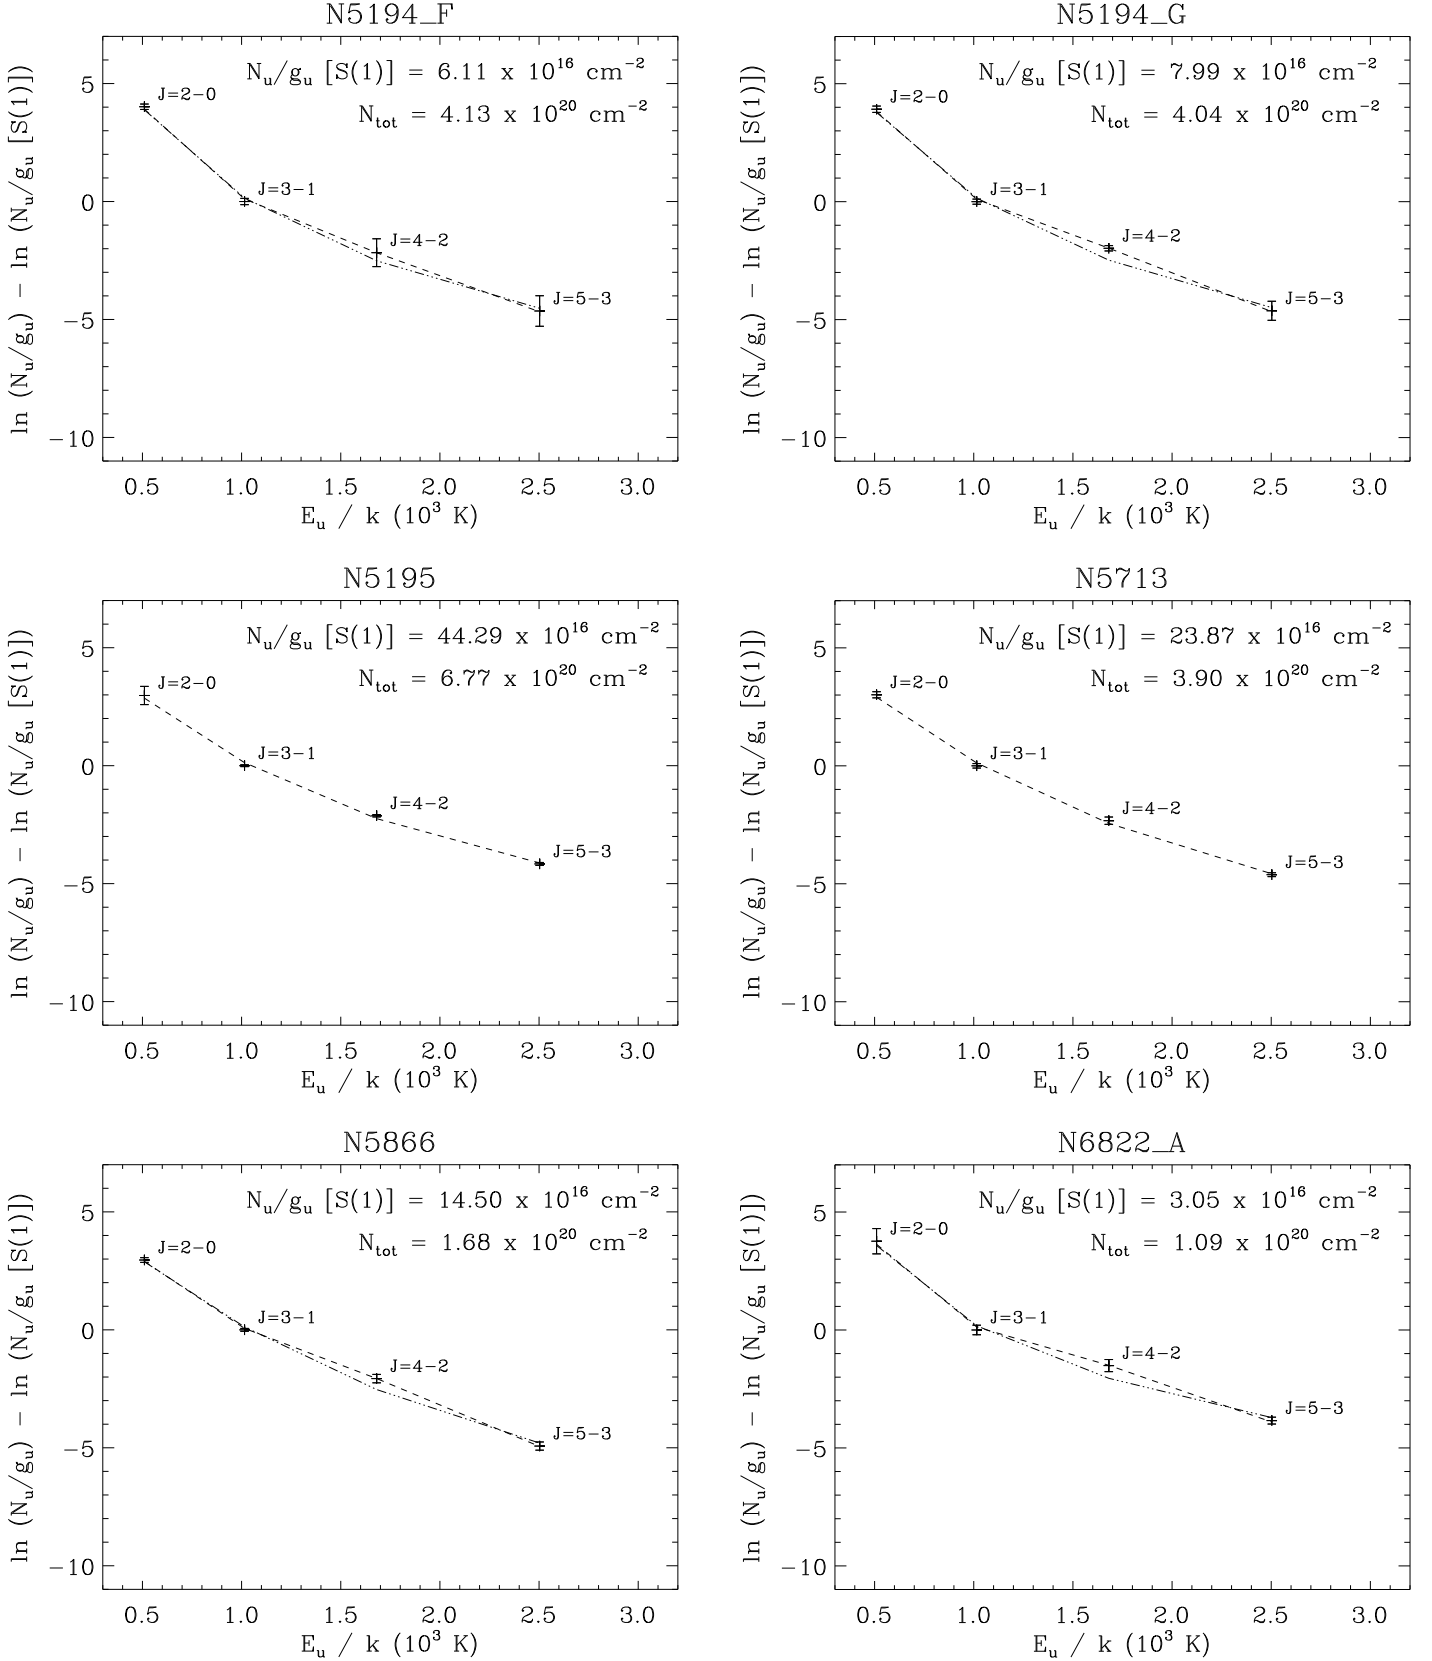 N5194_F
N_u/g_u [S(1)] = 6.11 x 10^16 cm^−2
N_tot = 4.13 x 10^20 cm^−2
J=2−0
J=3−1
J=4−2
J=5−3
5
0
−5
−10
ln (N_u/g_u) − ln (N_u/g_u [S(1)])
0.5 1.0 1.5 2.0 2.5 3.0
E_u / k (10^3 K)
N5194_G
N_u/g_u [S(1)] = 7.99 x 10^16 cm^−2
N_tot = 4.04 x 10^20 cm^−2
J=2−0
J=3−1
J=4−2
J=5−3
5
0
−5
−10
ln (N_u/g_u) − ln (N_u/g_u [S(1)])
0.5 1.0 1.5 2.0 2.5 3.0
E_u / k (10^3 K)
N5195
N_u/g_u [S(1)] = 44.29 x 10^16 cm^−2
N_tot = 6.77 x 10^20 cm^−2
J=2−0
J=3−1
J=4−2
J=5−3
5
0
−5
−10
ln (N_u/g_u) − ln (N_u/g_u [S(1)])
0.5 1.0 1.5 2.0 2.5 3.0
E_u / k (10^3 K)
N5713
N_u/g_u [S(1)] = 23.87 x 10^16 cm^−2
N_tot = 3.90 x 10^20 cm^−2
J=2−0
J=3−1
J=4−2
J=5−3
5
0
−5
−10
ln (N_u/g_u) − ln (N_u/g_u [S(1)])
0.5 1.0 1.5 2.0 2.5 3.0
E_u / k (10^3 K)
N5866
N_u/g_u [S(1)] = 14.50 x 10^16 cm^−2
N_tot = 1.68 x 10^20 cm^−2
J=2−0
J=3−1
J=4−2
J=5−3
5
0
−5
−10
ln (N_u/g_u) − ln (N_u/g_u [S(1)])
0.5 1.0 1.5 2.0 2.5 3.0
E_u / k (10^3 K)
N6822_A
N_u/g_u [S(1)] = 3.05 x 10^16 cm^−2
N_tot = 1.09 x 10^20 cm^−2
J=2−0
J=3−1
J=4−2
J=5−3
5
0
−5
−10
ln (N_u/g_u) − ln (N_u/g_u [S(1)])
0.5 1.0 1.5 2.0 2.5 3.0
E_u / k (10^3 K)